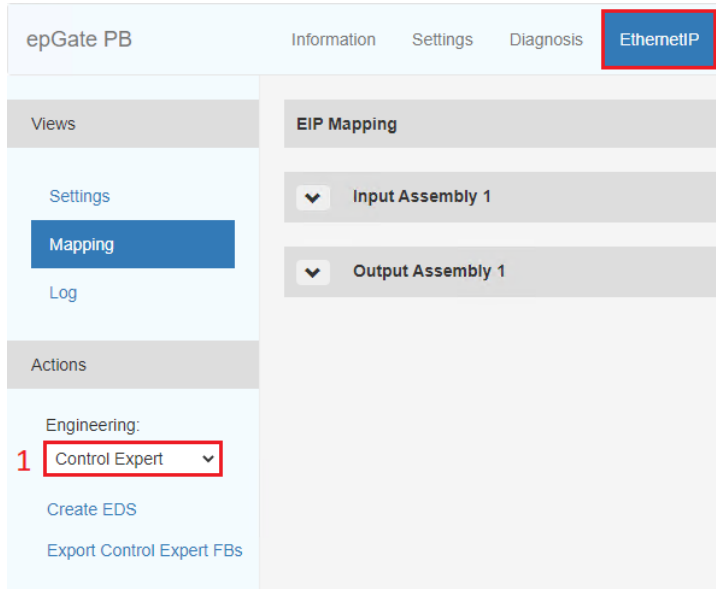 epGate PB
Information Settings Diagnosis EthernetIP
Views
Settings
Mapping
Log
Actions
Engineering:
1 Control Expert
Create EDS
Export Control Expert FBs
EIP Mapping
Input Assembly 1
Output Assembly 1